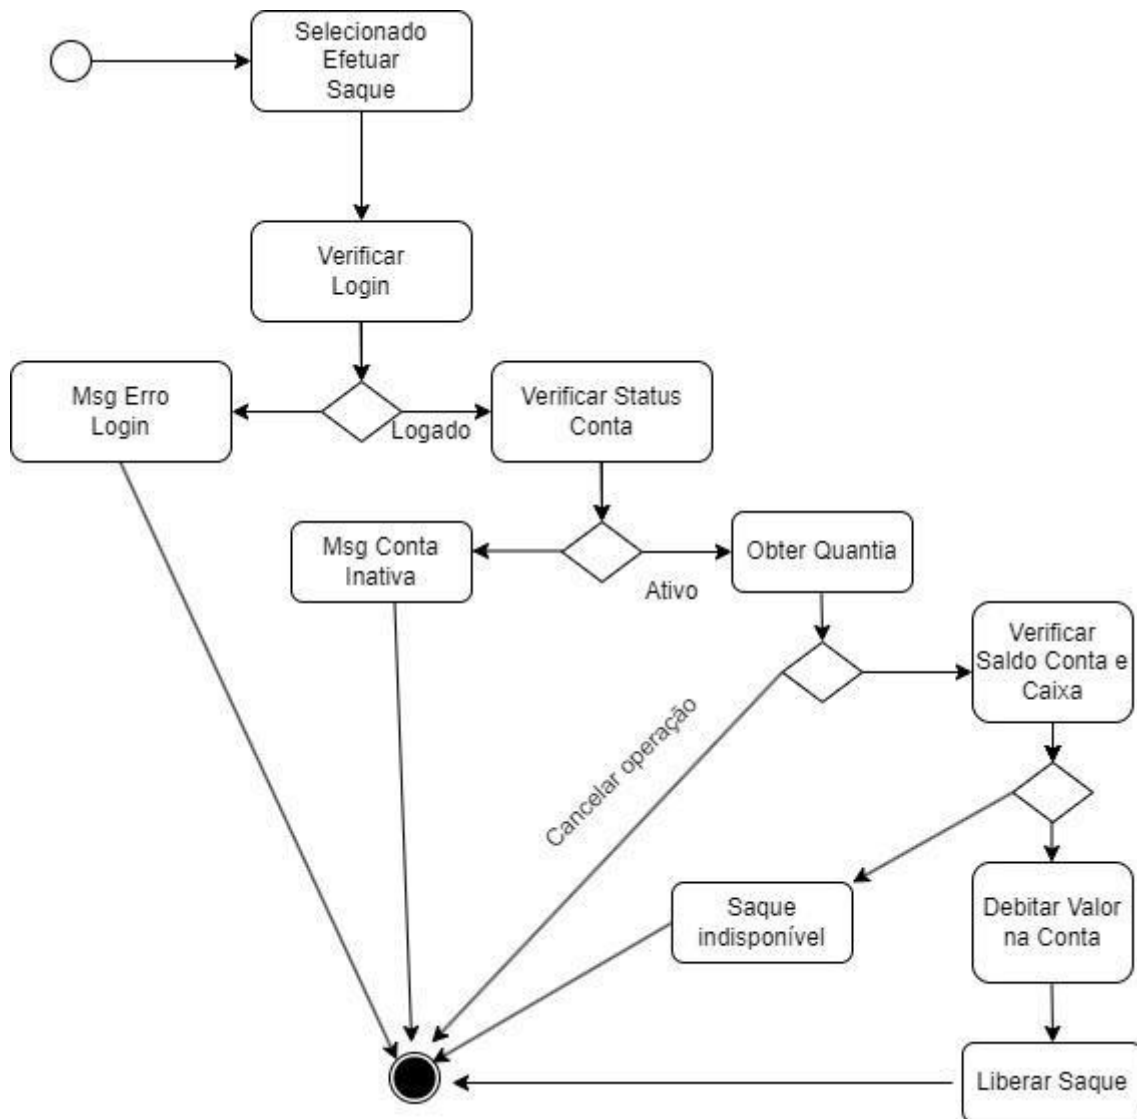 Selecionado
Efetuar
Saque
Verificar
Login
Msg Erro
Login
Logado
Verificar Status
Conta
Msg Conta
Inativa
Ativo
Obter Quantia
Verificar
Saldo Conta e
Caixa
Cancelar operação
Saque
indisponível
Debitar Valor
na Conta
Liberar Saque